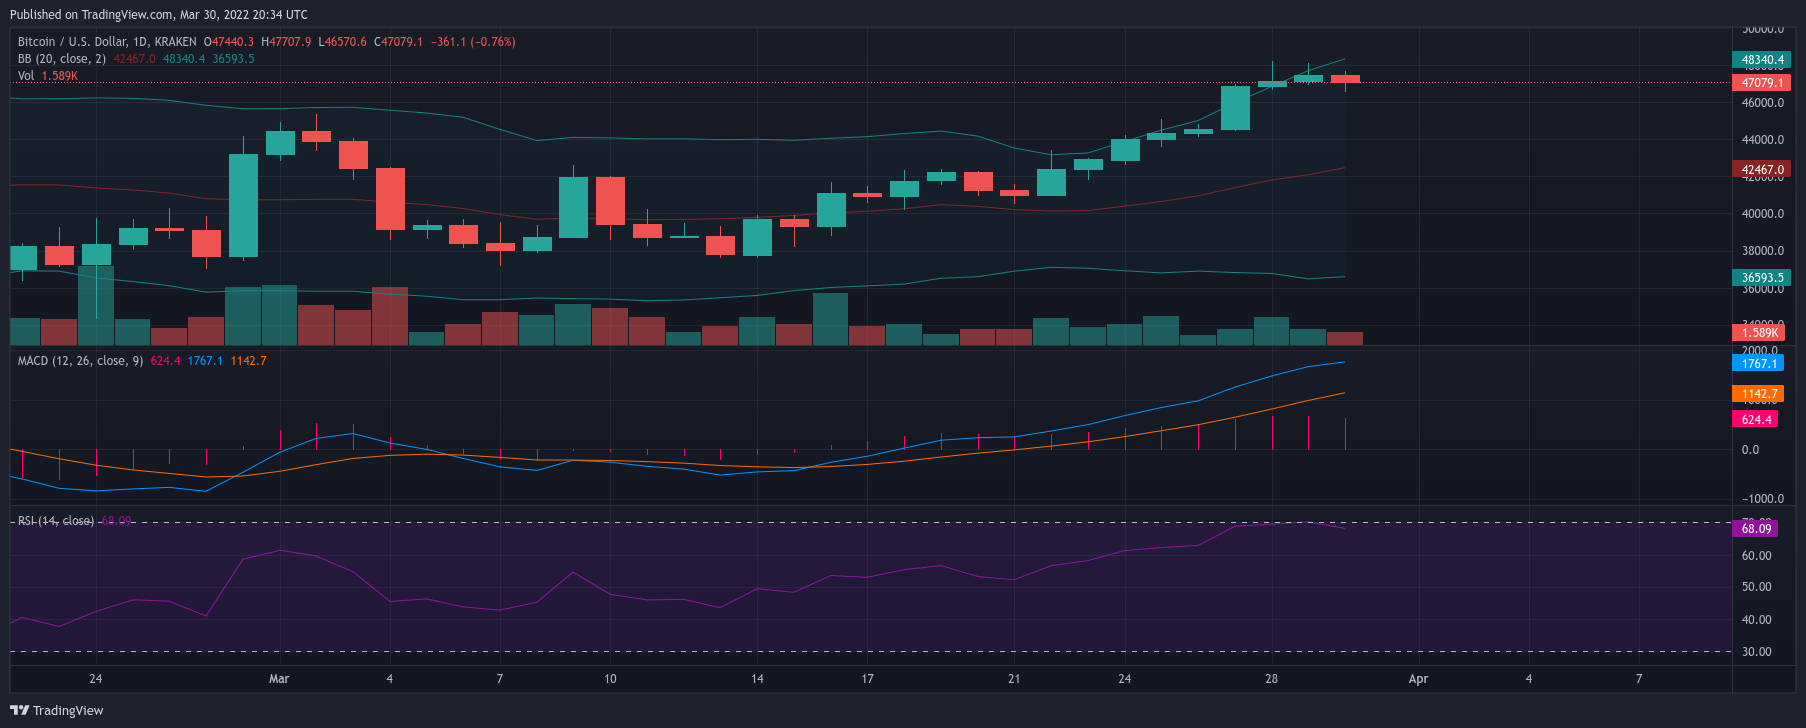 Published on TradingView.com, Mar 30, 2022 20:34 UTC
Bitcoin / U.S. Dollar, 1D, KRAKEN O47440.3 H47707.9 L46570.6 C47079.1 −361.1 (−0.76%)
BB (20, close, 2) 42467.0 48340.4 36593.5
Vol 1.589K
50000.0
48340.4
47079.1
46000.0
44000.0
42467.0
42000.0
40000.0
38000.0
36593.5
36000.0
34000.0
1.589K
MACD (12, 26, close, 9) 624.4 1767.1 1142.7
2000.0
1767.1
1142.7
1000.0
624.4
0.0
−1000.0
RSI (14, close) 68.09
70.00
68.09
60.00
50.00
40.00
30.00
24 Mar 4 7 10 14 17 21 24 28 Apr 4 7
TradingView